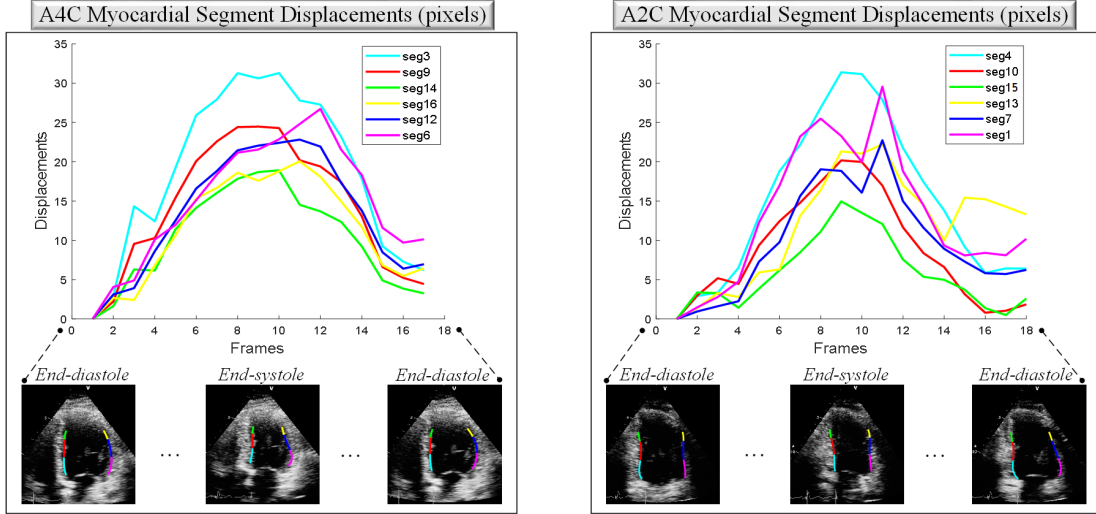 A4C Myocardial Segment Displacements (pixels)
35
30
25
20
15
10
5
0
Displacements
seg3
seg9
seg14
seg16
seg12
seg6
0 2 4 6 8 10 12 14 16 18
Frames
End-diastole
End-systole
End-diastole
V
...
...
A2C Myocardial Segment Displacements (pixels)
35
30
25
20
15
10
5
0
Displacements
seg4
seg10
seg15
seg13
seg7
seg1
0 2 4 6 8 10 12 14 16 18
Frames
End-diastole
End-systole
End-diastole
...
...